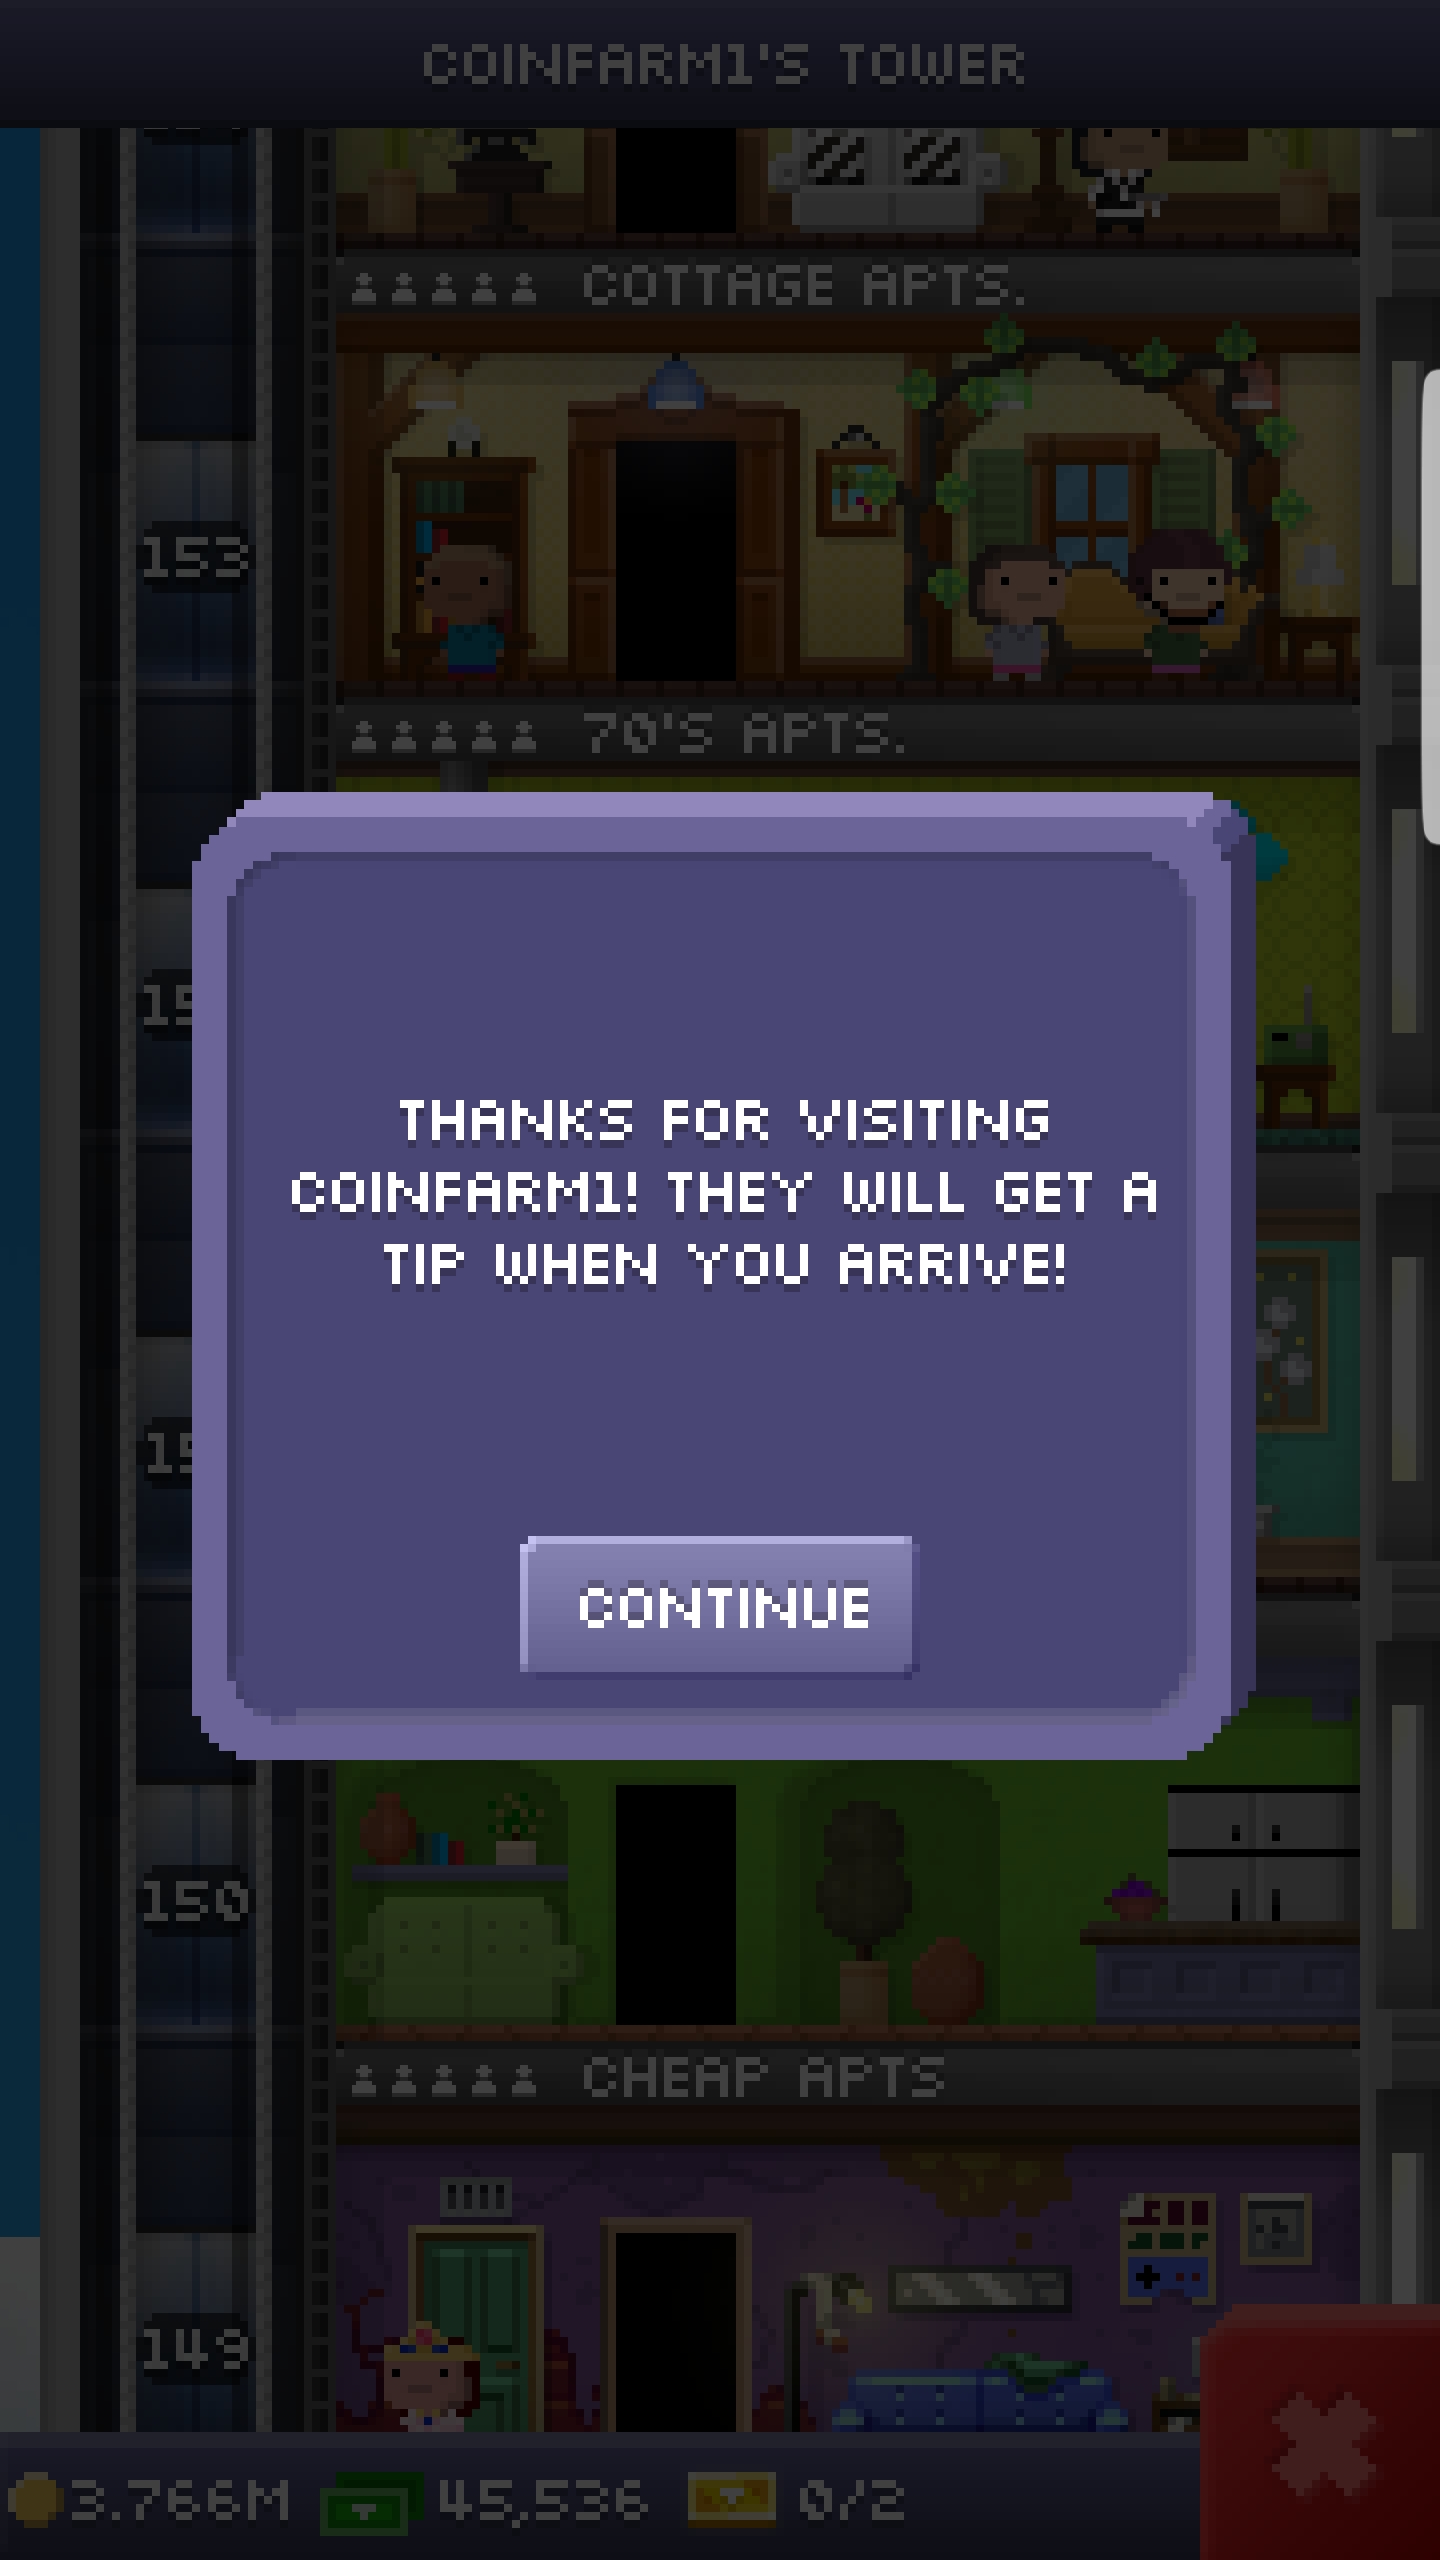 COINFARM1'S TOWER
COTTAGE APTS.
153
70'S APTS.
THANKS FOR VISITING
COINFARM1! THEY WILL GET A
TIP WHEN YOU ARRIVE!
CONTINUE
150
CHEAP APTS
149
3.766M 45,536 0/2